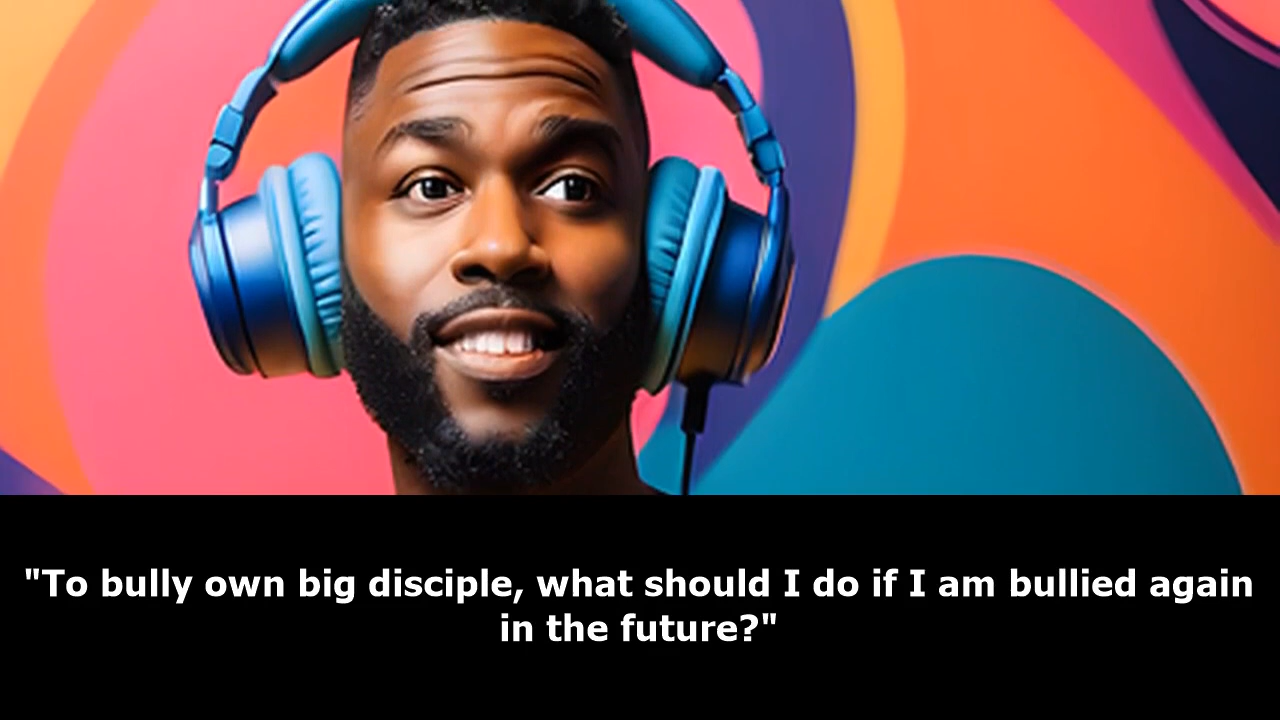 "To bully own big disciple, what should I do if I am bullied again
in the future?"